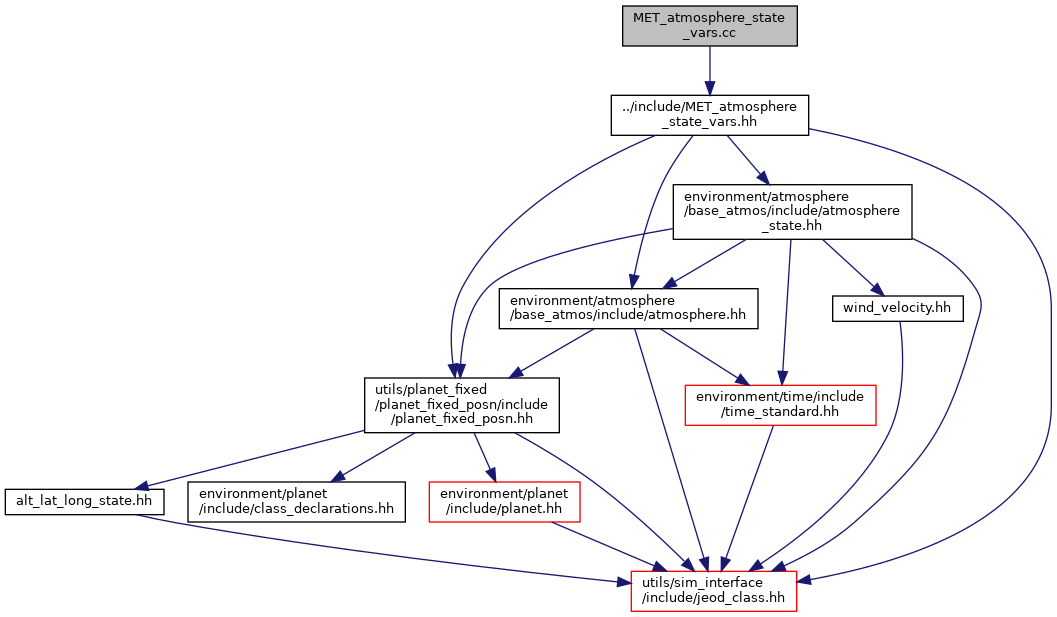 MET_atmosphere_state
_vars.cc
../include/MET_atmosphere
_state_vars.hh
environment/atmosphere
/base_atmos/include/atmosphere
_state.hh
environment/atmosphere
/base_atmos/include/atmosphere.hh
wind_velocity.hh
utils/planet_fixed
/planet_fixed_posn/include
/planet_fixed_posn.hh
environment/time/include
/time_standard.hh
alt_lat_long_state.hh
environment/planet
/include/class_declarations.hh
environment/planet
/include/planet.hh
utils/sim_interface
/include/jeod_class.hh